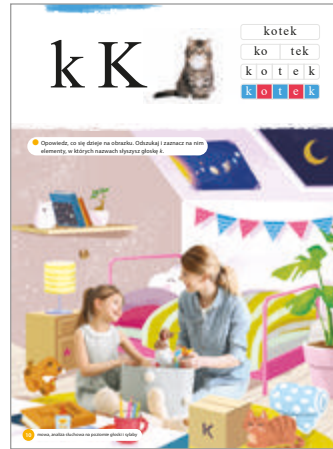 k K
kotek
ko tek
k o t e k
k o t e k
Opowiedz, co się dzieje na obrazku. Odszukaj i zaznacz na nim
elementy, w których nazwach słyszysz głoskę k.
K
mowa, analiza słuchowa na poziomie głoski i sylaby